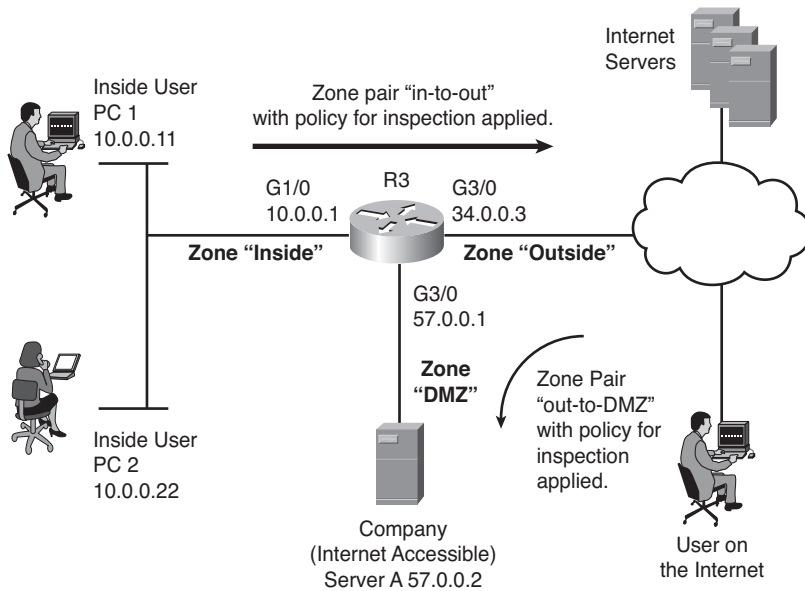 Internet
Servers
Inside User
PC 1
10.0.0.11
Zone pair “in-to-out”
with policy for inspection applied.
G1/0
10.0.0.1
R3
G3/0
34.0.0.3
Zone “Inside”
Zone “Outside”
G3/0
57.0.0.1
Zone
“DMZ”
Zone Pair
“out-to-DMZ”
with policy for
inspection
applied.
Inside User
PC 2
10.0.0.22
Company
(Internet Accessible)
Server A 57.0.0.2
User on
the Internet